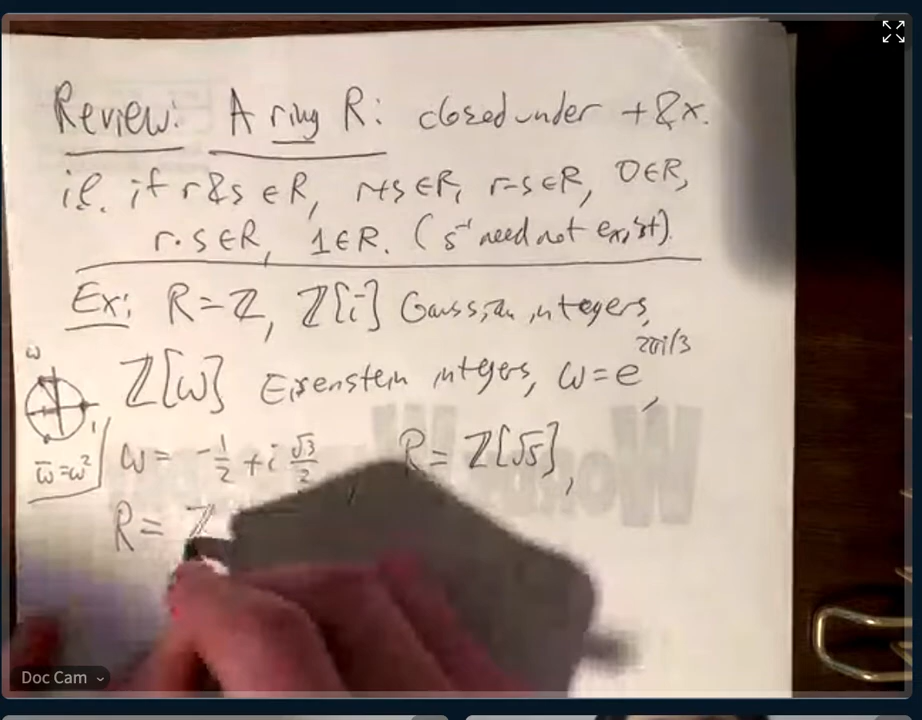 Review: A ring R: closed under + & x.
i.e. if r & s ∈ R, r+s ∈ R, r-s ∈ R, 0 ∈ R,
r·s ∈ R, 1 ∈ R. (s⁻¹ need not exist).
Ex: R = ℤ, ℤ[i] Gaussian integers,
ω
ℤ[ω] Eisenstein integers, ω = e^{2πi/3},
1
ω̄ = ω²
ω = -1/2 + i √3/2, R = ℤ[√5],
R = ℤ
Doc Cam